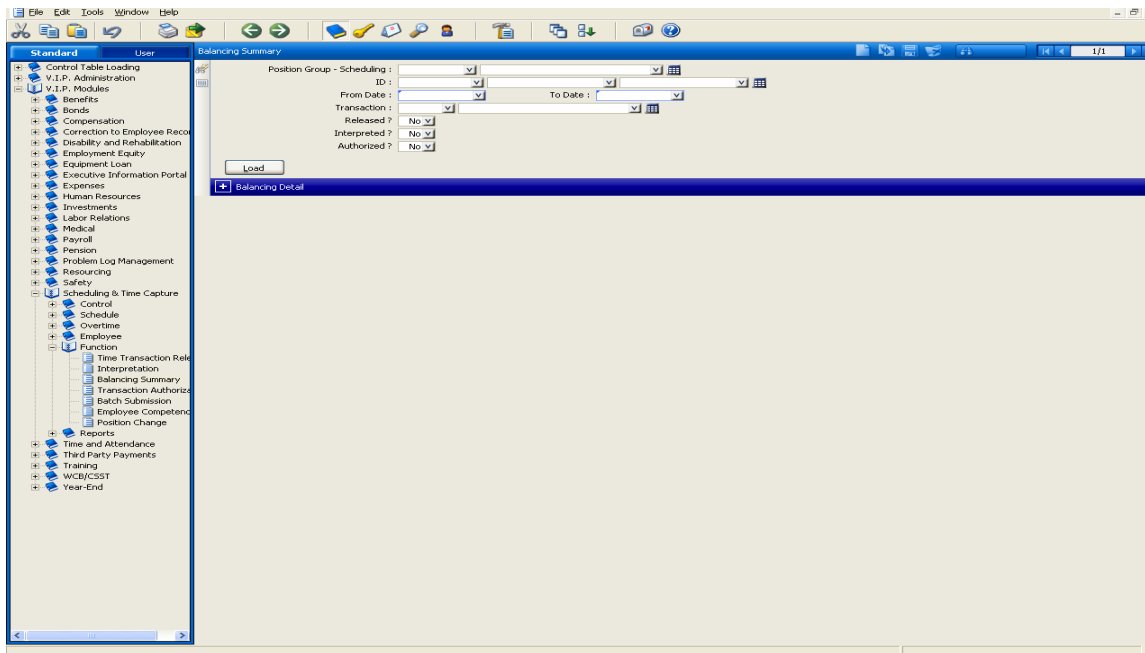 File Edit Tools Window Help
Standard User
Balancing Summary
1/1
Control Table Loading
V.I.P. Administration
V.I.P. Modules
Benefits
Bonds
Compensation
Correction to Employee Reco
Disability and Rehabilitation
Employment Equity
Equipment Loan
Executive Information Portal
Expenses
Human Resources
Investments
Labor Relations
Medical
Payroll
Pension
Problem Log Management
Resourcing
Safety
Scheduling & Time Capture
Control
Schedule
Overtime
Employee
Function
Time Transaction Rele
Interpretation
Balancing Summary
Transaction Authoriza
Batch Submission
Employee Competenc
Position Change
Reports
Time and Attendance
Third Party Payments
Training
WCB/CSST
Year-End
Position Group - Scheduling :
ID :
From Date : To Date :
Transaction :
Released ? No
Interpreted ? No
Authorized ? No
Load
Balancing Detail